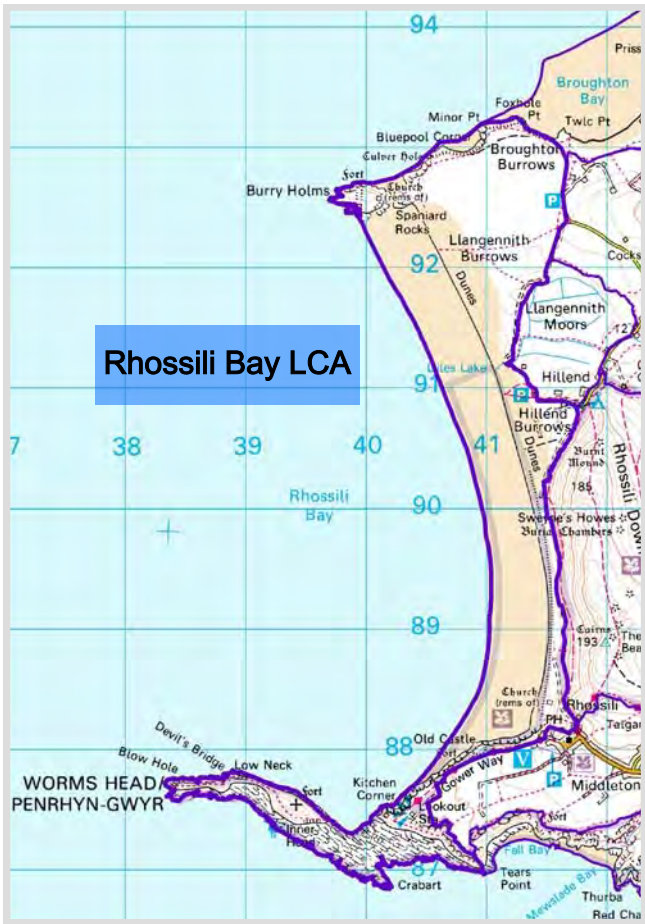 94
Priss
Broughton
Bay
Foxhole
Pt
Minor Pt
Twlc Pt
Bluepool Corner
Broughton
Burrows
Culver Hole
Fort
Burry Holms
Church
(rems of)
P
Spaniard
Rocks
Llangennith
Burrows
Cocks
92
Dunes
Llangennith
Moors
127
Rhossili Bay LCA
Diles Lake
91
Hillend
P
Hillend
Burrows
7
38
39
40
41
Dunes
Burnt
Mound
Rhossili Down
185
Rhossili
Bay
90
Sweyne's Howes
Burial Chambers
89
Cairns
193
The
Bea
Church
(rems of)
Rhossili
PH
Talgar
Old Castle
88
Fort
Devil's Bridge
Gower Way
V
Blow Hole
Low Neck
WORMS HEAD/
PENRHYN-GWYR
Fort
Kitchen
Corner
Lookout
Sta
P
Middleton
Inner
Head
Fort
Fall Bay
87
Crabart
Tears
Point
Mewslade Bay
Thurba
Red Cha